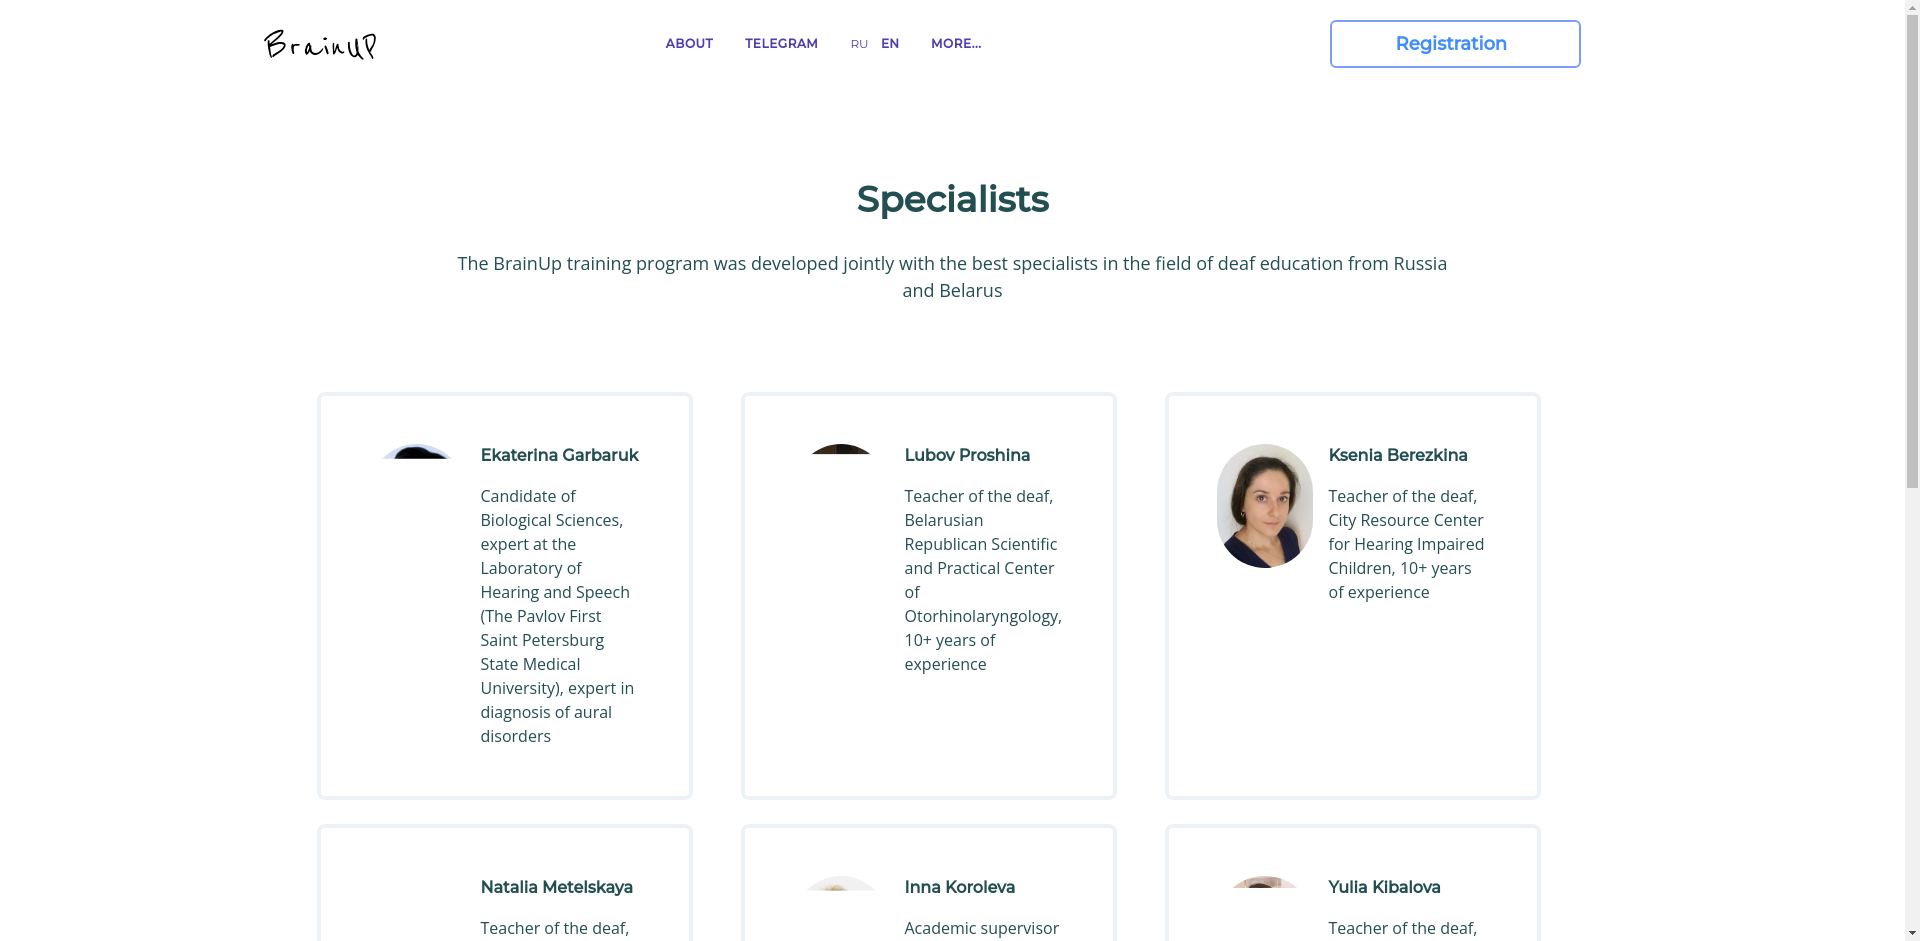 BrainUP
ABOUT
TELEGRAM
RU
EN
MORE...
Registration
Specialists
The BrainUp training program was developed jointly with the best specialists in the field of deaf education from Russia
and Belarus
Ekaterina Garbaruk
Candidate of
Biological Sciences,
expert at the
Laboratory of
Hearing and Speech
(The Pavlov First
Saint Petersburg
State Medical
University), expert in
diagnosis of aural
disorders
Lubov Proshina
Teacher of the deaf,
Belarusian
Republican Scientific
and Practical Center
of
Otorhinolaryngology,
10+ years of
experience
Ksenia Berezkina
Teacher of the deaf,
City Resource Center
for Hearing Impaired
Children, 10+ years
of experience
Natalia Metelskaya
Teacher of the deaf,
Inna Koroleva
Academic supervisor
Yulia Kibalova
Teacher of the deaf,